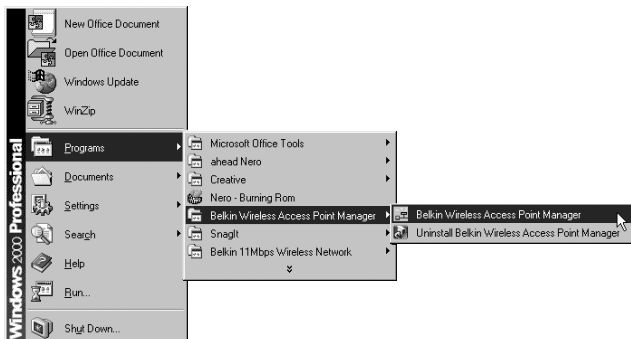 New Office Document
Open Office Document
Windows Update
WinZip
Programs
Documents
Settings
Search
Help
Run...
Shut Down...
Windows 2000 Professional
Microsoft Office Tools
ahead Nero
Creative
Nero - Burning Rom
Belkin Wireless Access Point Manager
SnagIt
Belkin 11Mbps Wireless Network
Belkin Wireless Access Point Manager
Uninstall Belkin Wireless Access Point Manager